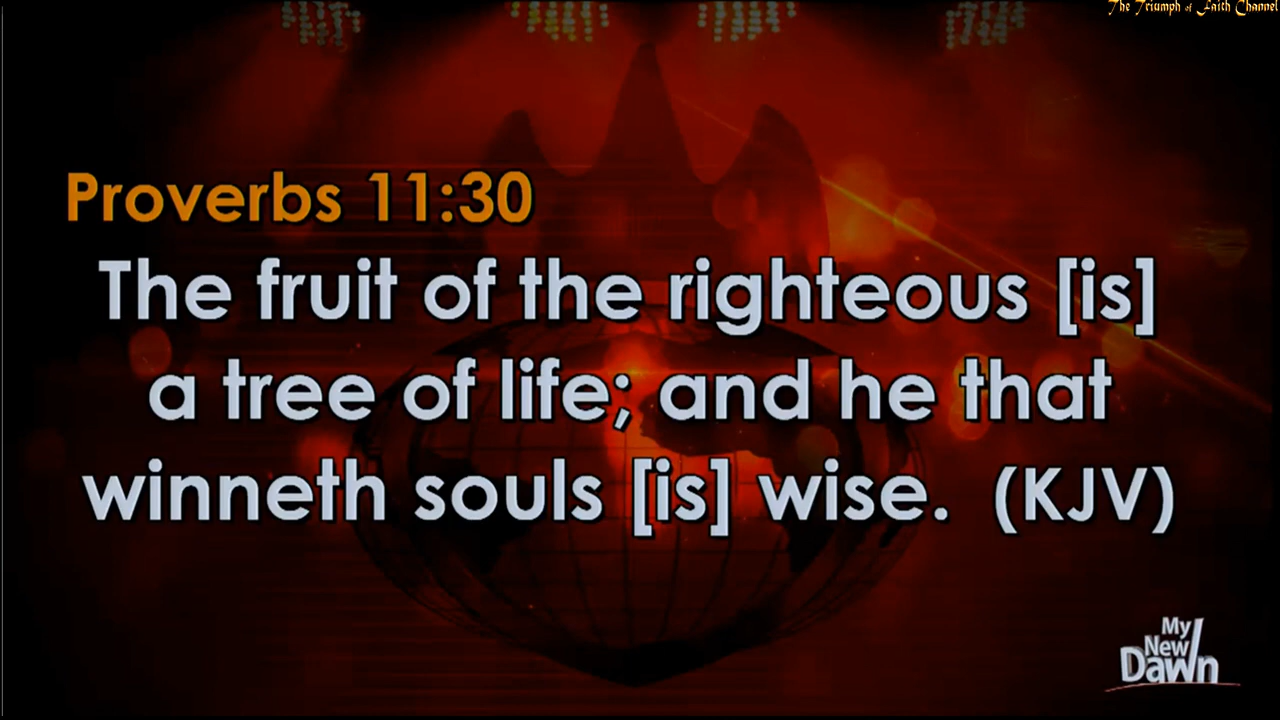 The Triumph of Faith Channel
Proverbs 11:30
The fruit of the righteous [is]
a tree of life; and he that
winneth souls [is] wise. (KJV)
My
New
Dawn